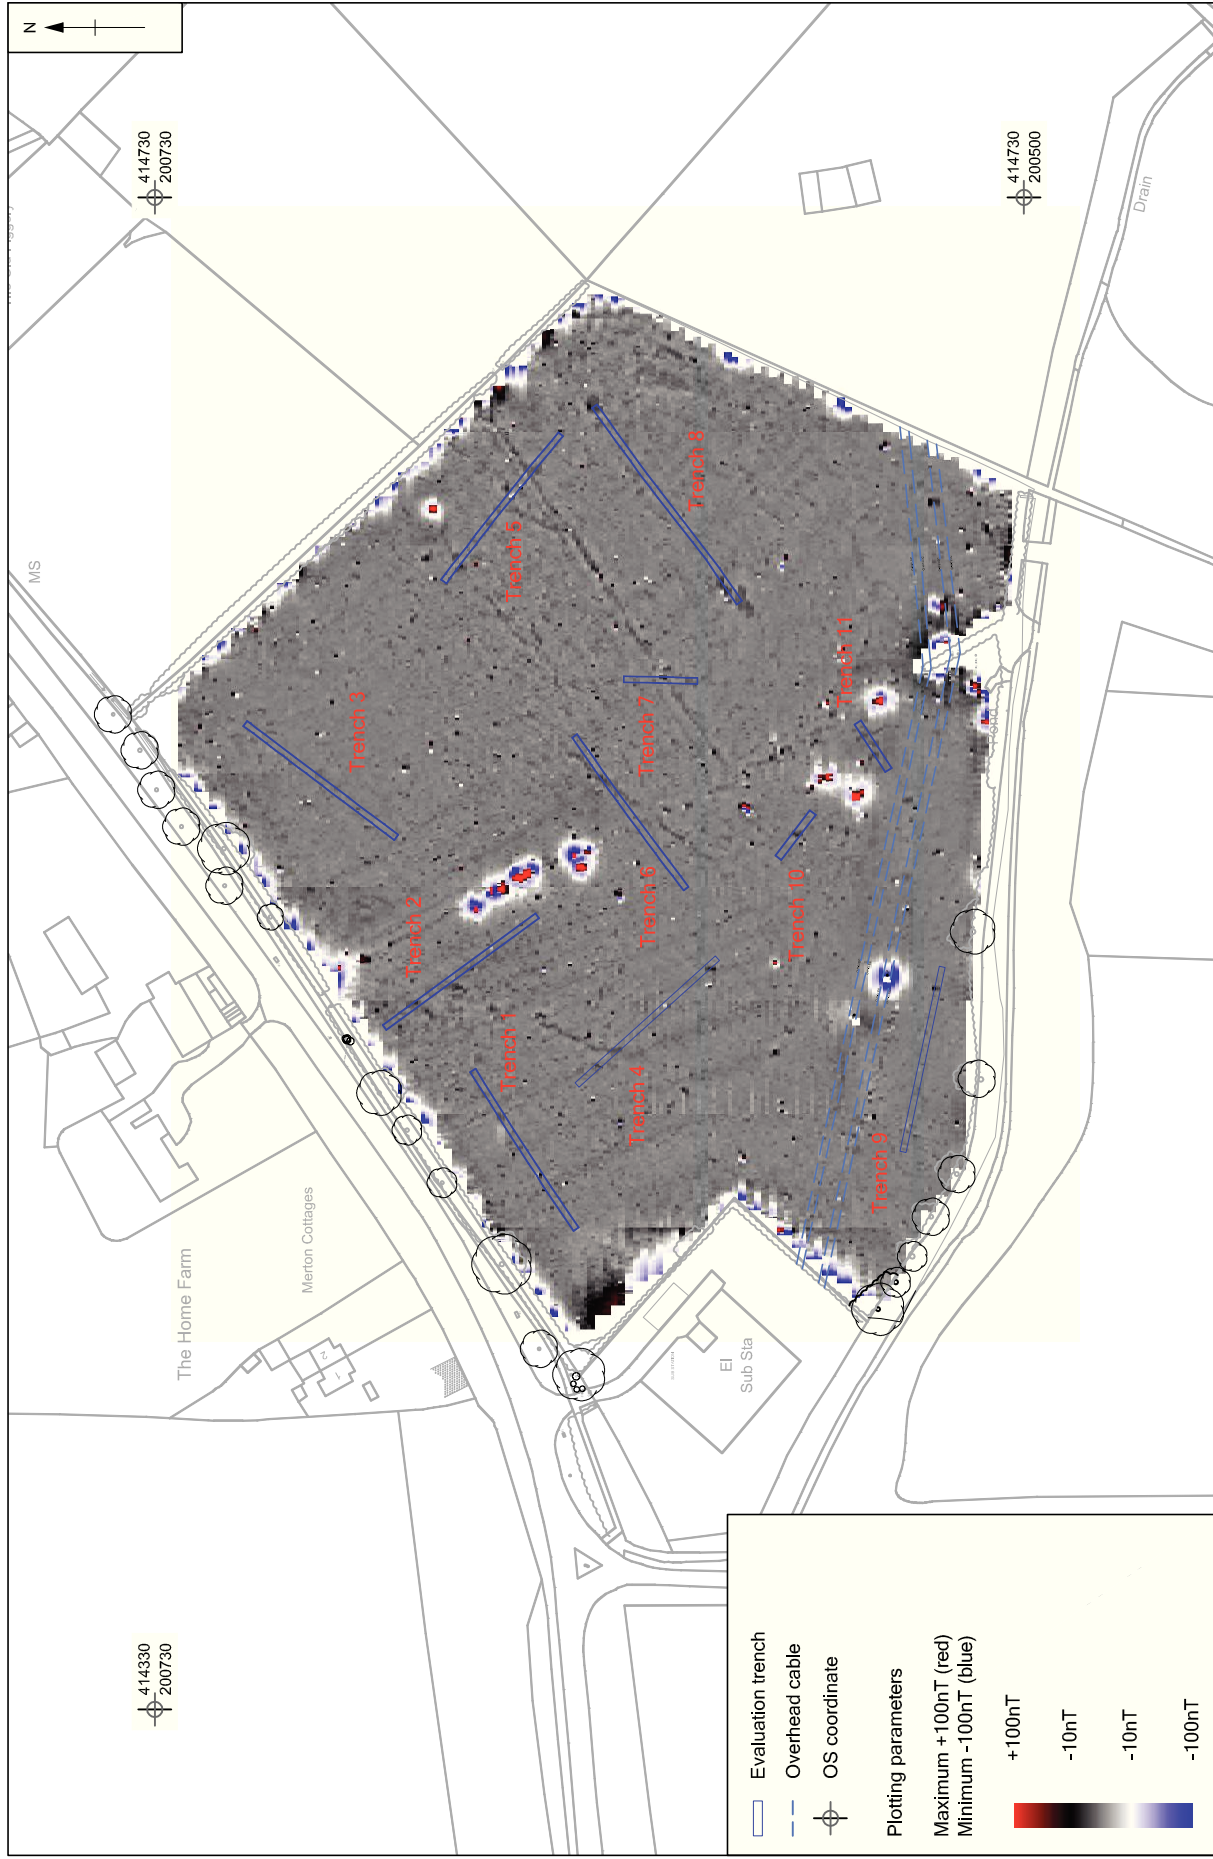 N
414730
200730
414730
200500
414330
200730
MS
Drain
The Home Farm
Merton Cottages
El
Sub Sta
Trench 1
Trench 2
Trench 3
Trench 4
Trench 5
Trench 6
Trench 7
Trench 8
Trench 9
Trench 10
Trench 11
Evaluation trench
Overhead cable
OS coordinate
Plotting parameters
Maximum +100nT (red)
Minimum -100nT (blue)
+100nT
-10nT
-10nT
-100nT